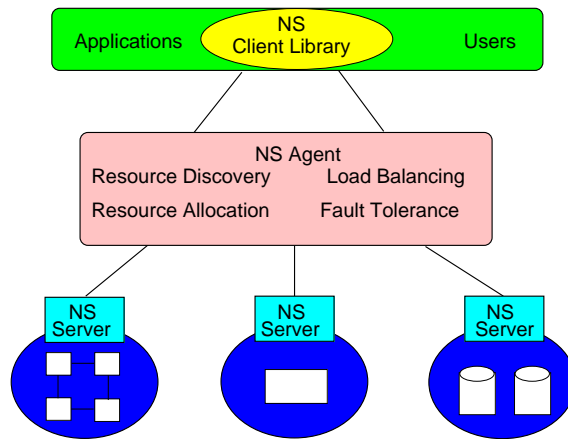 Applications
NS
Client Library
Users
NS Agent
Resource Discovery
Load Balancing
Resource Allocation
Fault Tolerance
NS
Server
NS
Server
NS
Server